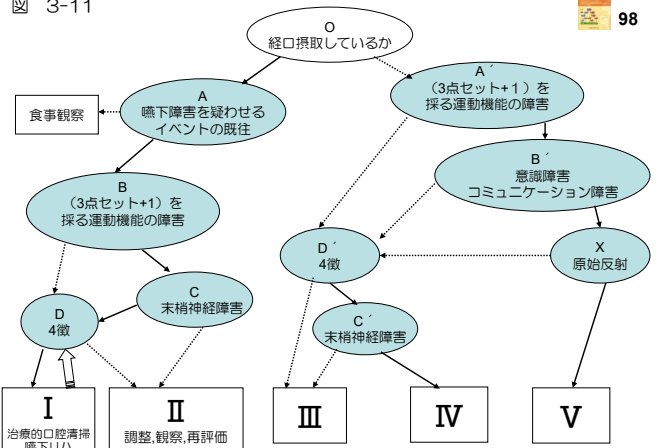 図 3-11
98
O
経口摂取しているか
A
嚥下障害を疑わせる
イベントの既往
食事観察
A´
（3点セット+１）を
採る運動機能の障害
B
（3点セット+1）を
採る運動機能の障害
B´
意識障害
コミュニケーション障害
C
末梢神経障害
D
4徴
D´
4徴
X
原始反射
C´
末梢神経障害
Ⅰ
治療的口腔清掃
嚥下リハ
Ⅱ
調整,観察,再評価
Ⅲ
Ⅳ
Ⅴ